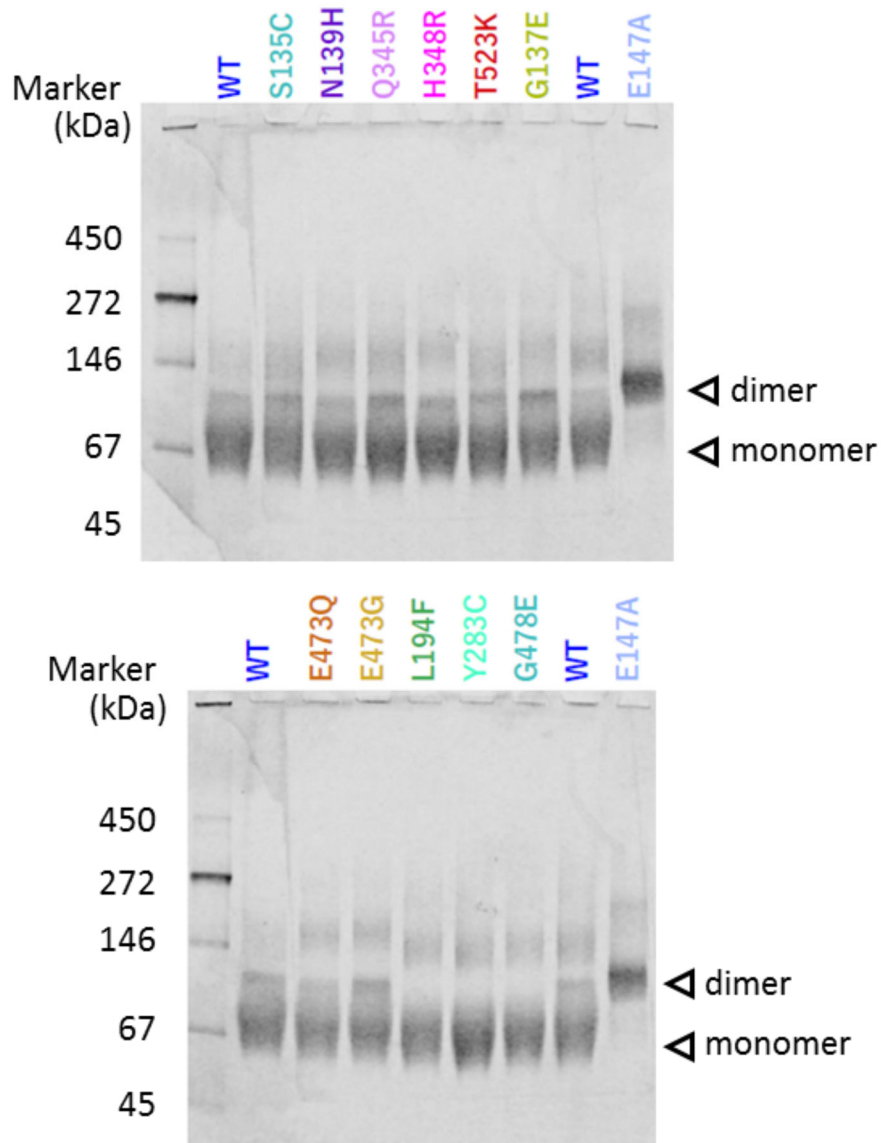 WT S135C N139H Q345R H348R T523K G137E WT E147A
Marker
(kDa)
450
272
146
dimer
67
monomer
45
WT E473Q E473G L194F Y283C G478E WT E147A
Marker
(kDa)
450
272
146
dimer
67
monomer
45